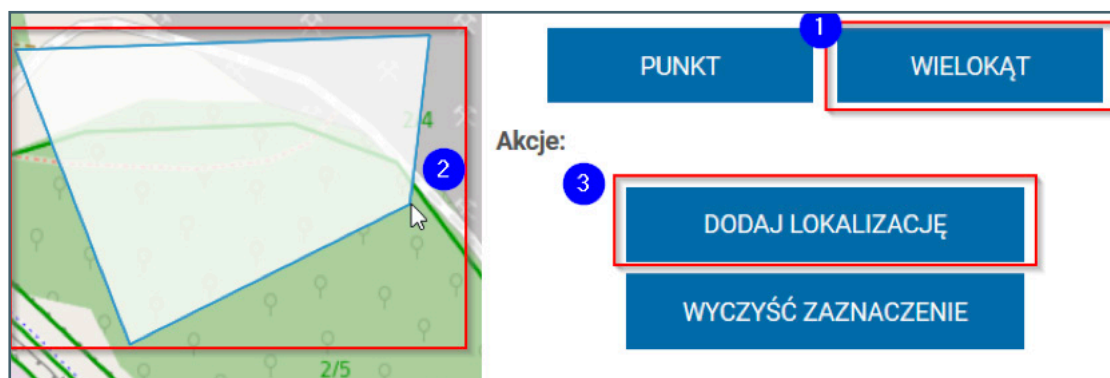 1
PUNKT
WIELOKĄT
2/4
Akcje:
2
3
DODAJ LOKALIZACJĘ
WYCZYŚĆ ZAZNACZENIE
2/5